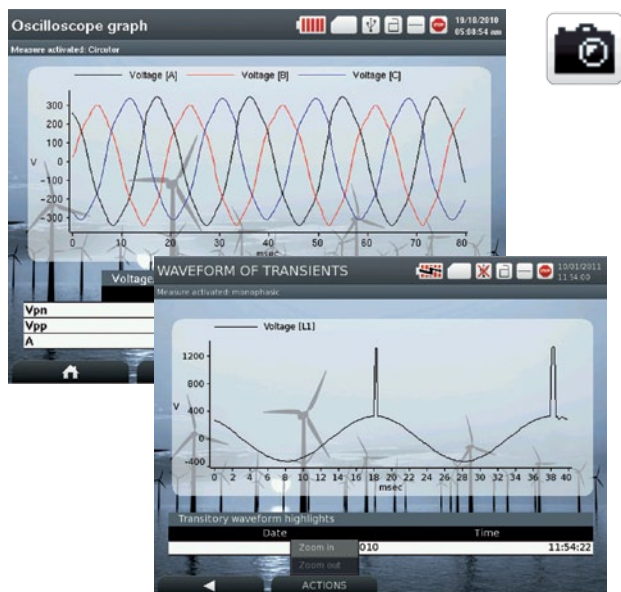 Oscilloscope graph
19/10/2010
05:08:54 am
Measure activated: Circutor
Voltage [A] Voltage [B] Voltage [C]
300
200
100
V
0
-100
-200
-300
0 10 20 30 40 50 60 70 80
msec
Voltage
Vpn
Vpp
A
WAVEFORM OF TRANSIENTS
10/01/2011
11:54:00
Measure activated: monophasic
Voltage [L1]
1200
800
V
400
0
-400
0 2 4 6 8 10 12 14 16 18 20 22 24 26 28 30 32 34 36 38 40
msec
Transitory waveform highlights
Date Time
010 11:54:22
Zoom in
Zoom out
ACTIONS